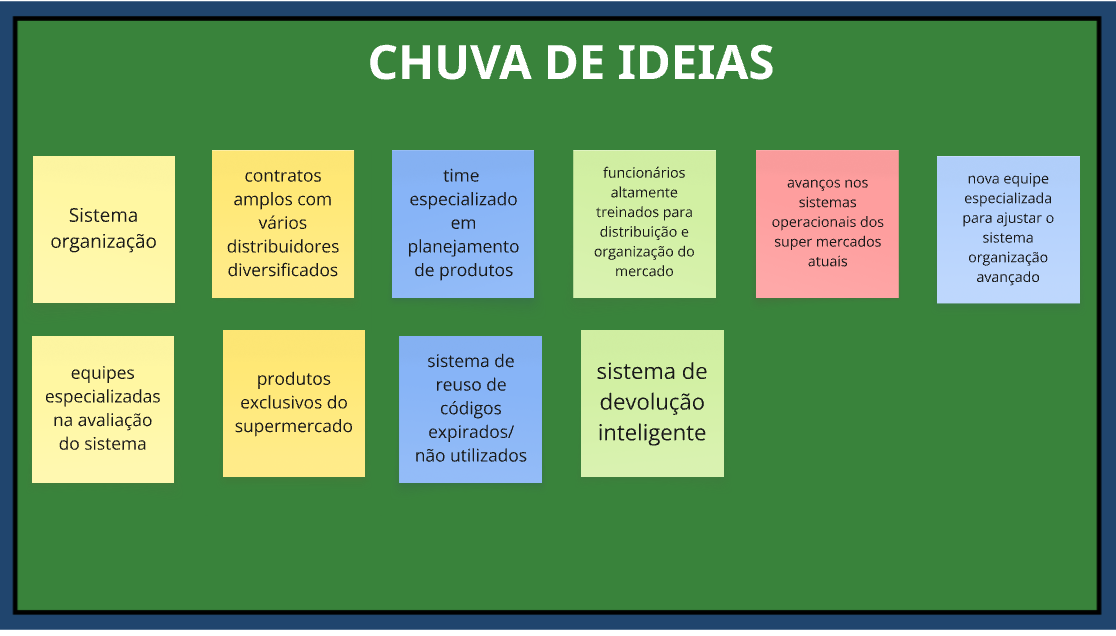 CHUVA DE IDEIAS
Sistema
organização
contratos
amplos com
vários
distribuidores
diversificados
time
especializado
em
planejamento
de produtos
funcionários
altamente
treinados para
distribuição e
organização do
mercado
avanços nos
sistemas
operacionais dos
super mercados
atuais
nova equipe
especializada
para ajustar o
sistema
organização
avançado
equipes
especializadas
na avaliação
do sistema
produtos
exclusivos do
supermercado
sistema de
reuso de
códigos
expirados/
não utilizados
sistema de
devolução
inteligente